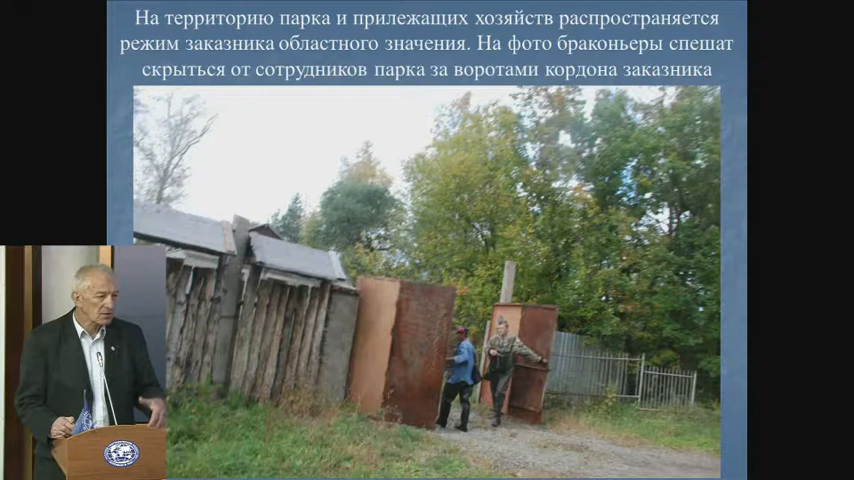 На территорию парка и прилежащих хозяйств распространяется
режим заказника областного значения. На фото браконьеры спешат
скрыться от сотрудников парка за воротами кордона заказника